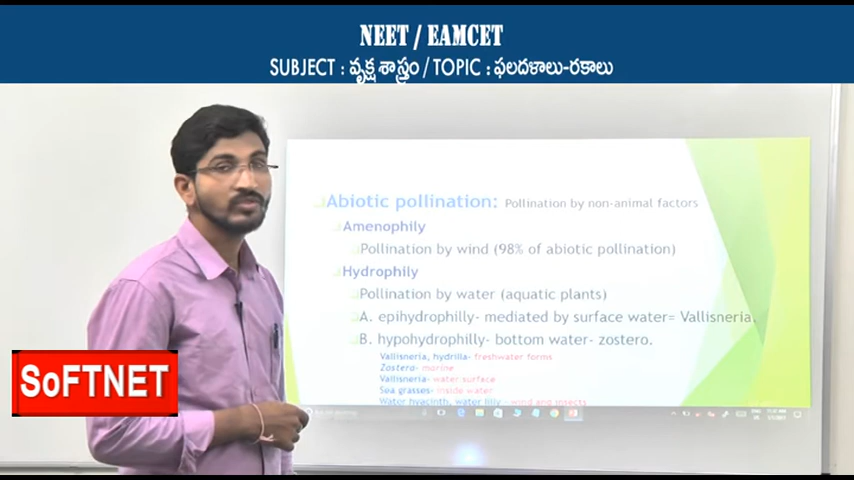 NEET / EAMCET
SUBJECT : వృక్ష శాస్త్రం / TOPIC : ఫలదళాలు-రకాలు
Abiotic pollination: Pollination by non-animal factors
Amenophily
Pollination by wind (98% of abiotic pollination)
Hydrophily
Pollination by water (aquatic plants)
A. epihydrophilly- mediated by surface water= Vallisneria.
B. hypohydrophilly- bottom water- zostero.
Vallisneria, hydrilla- freshwater forms
Zostera- marine
Vallisneria- water surface
Sea grasses- inside water
Water hyacinth, water lilly - wind and insects
SoFTNET